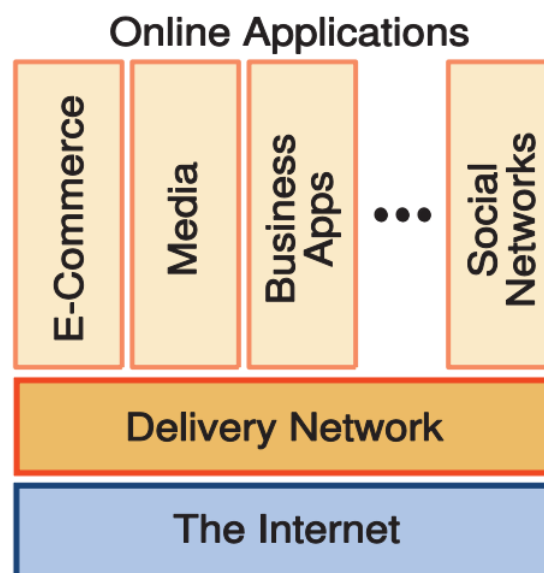 Online Applications
E-Commerce
Media
Business
Apps
...
Social
Networks
Delivery Network
The Internet